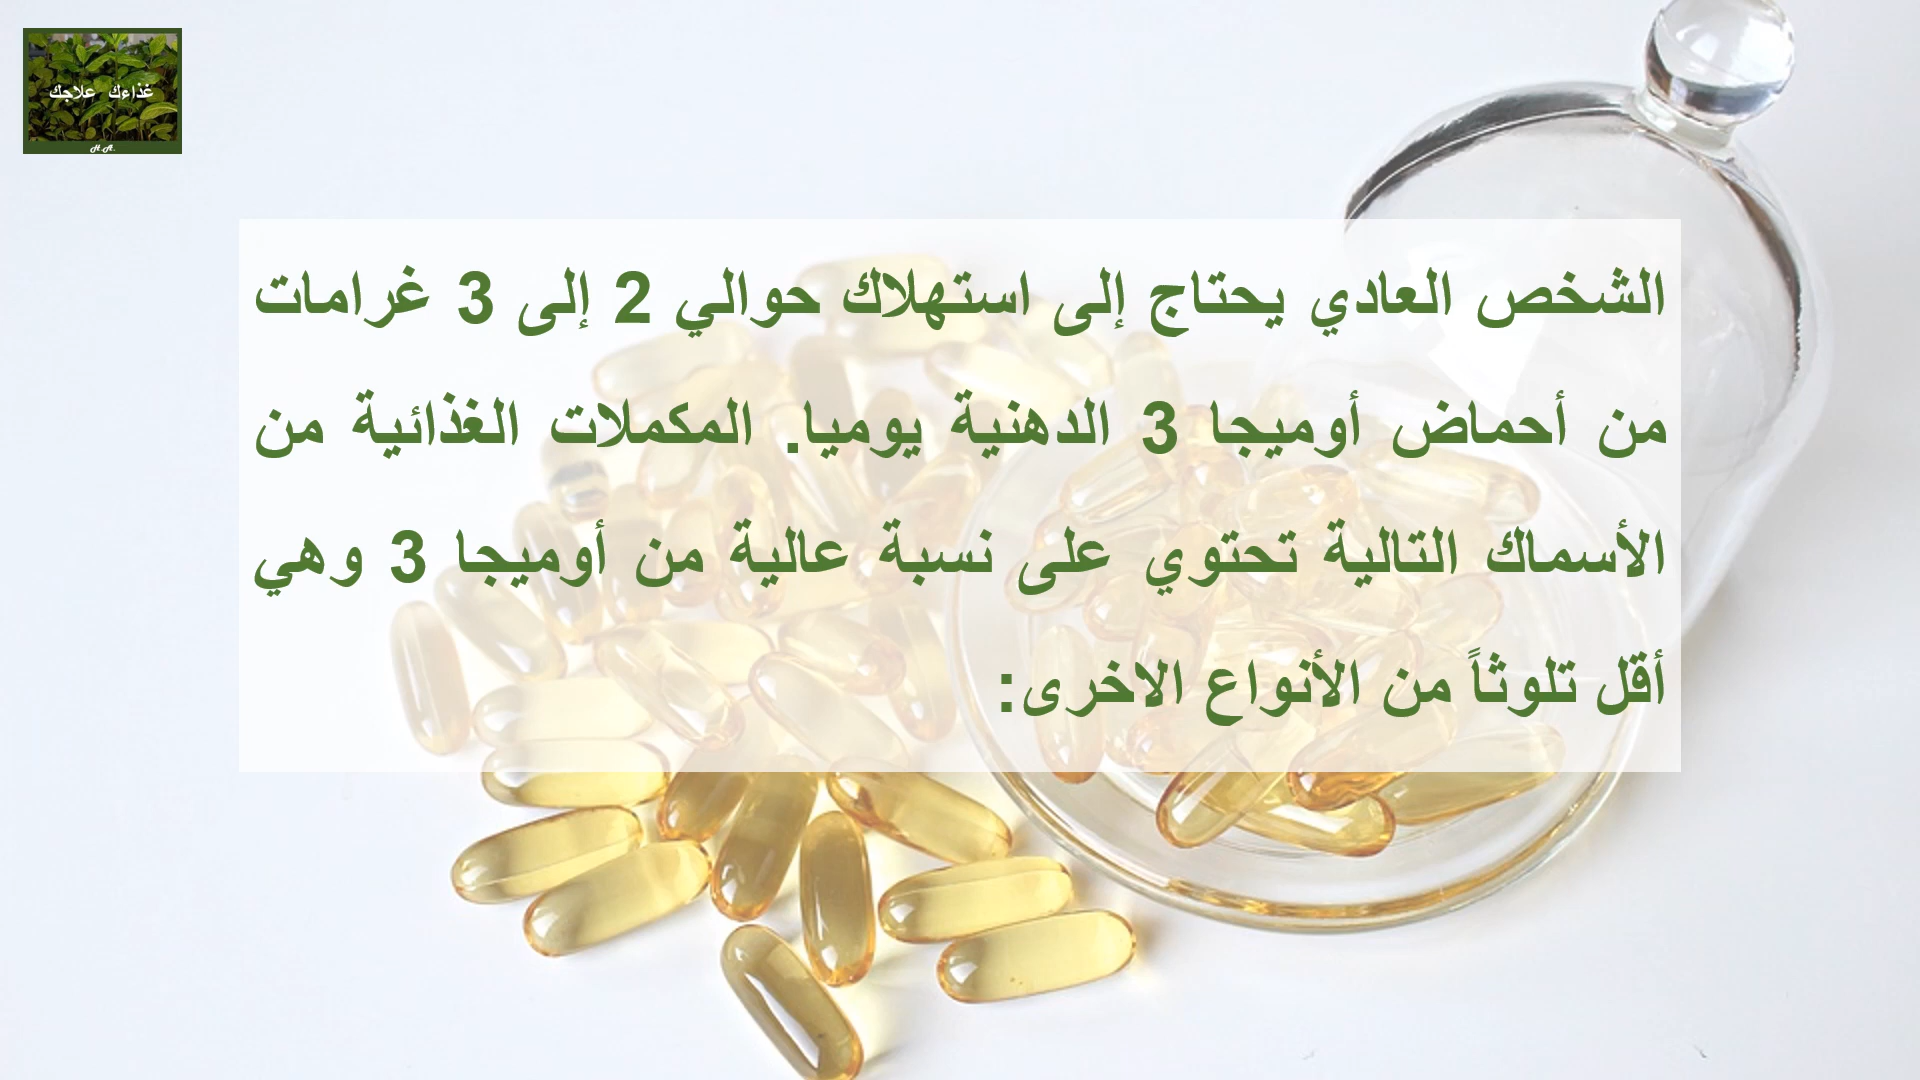 غذاءك علاجك
H.H.
الشخص العادي يحتاج إلى استهلاك حوالي 2 إلى 3 غرامات
من أحماض أوميجا 3 الدهنية يوميا. المكملات الغذائية من
الأسماك التالية تحتوي على نسبة عالية من أوميجا 3 وهي
أقل تلوثاً من الأنواع الاخرى: